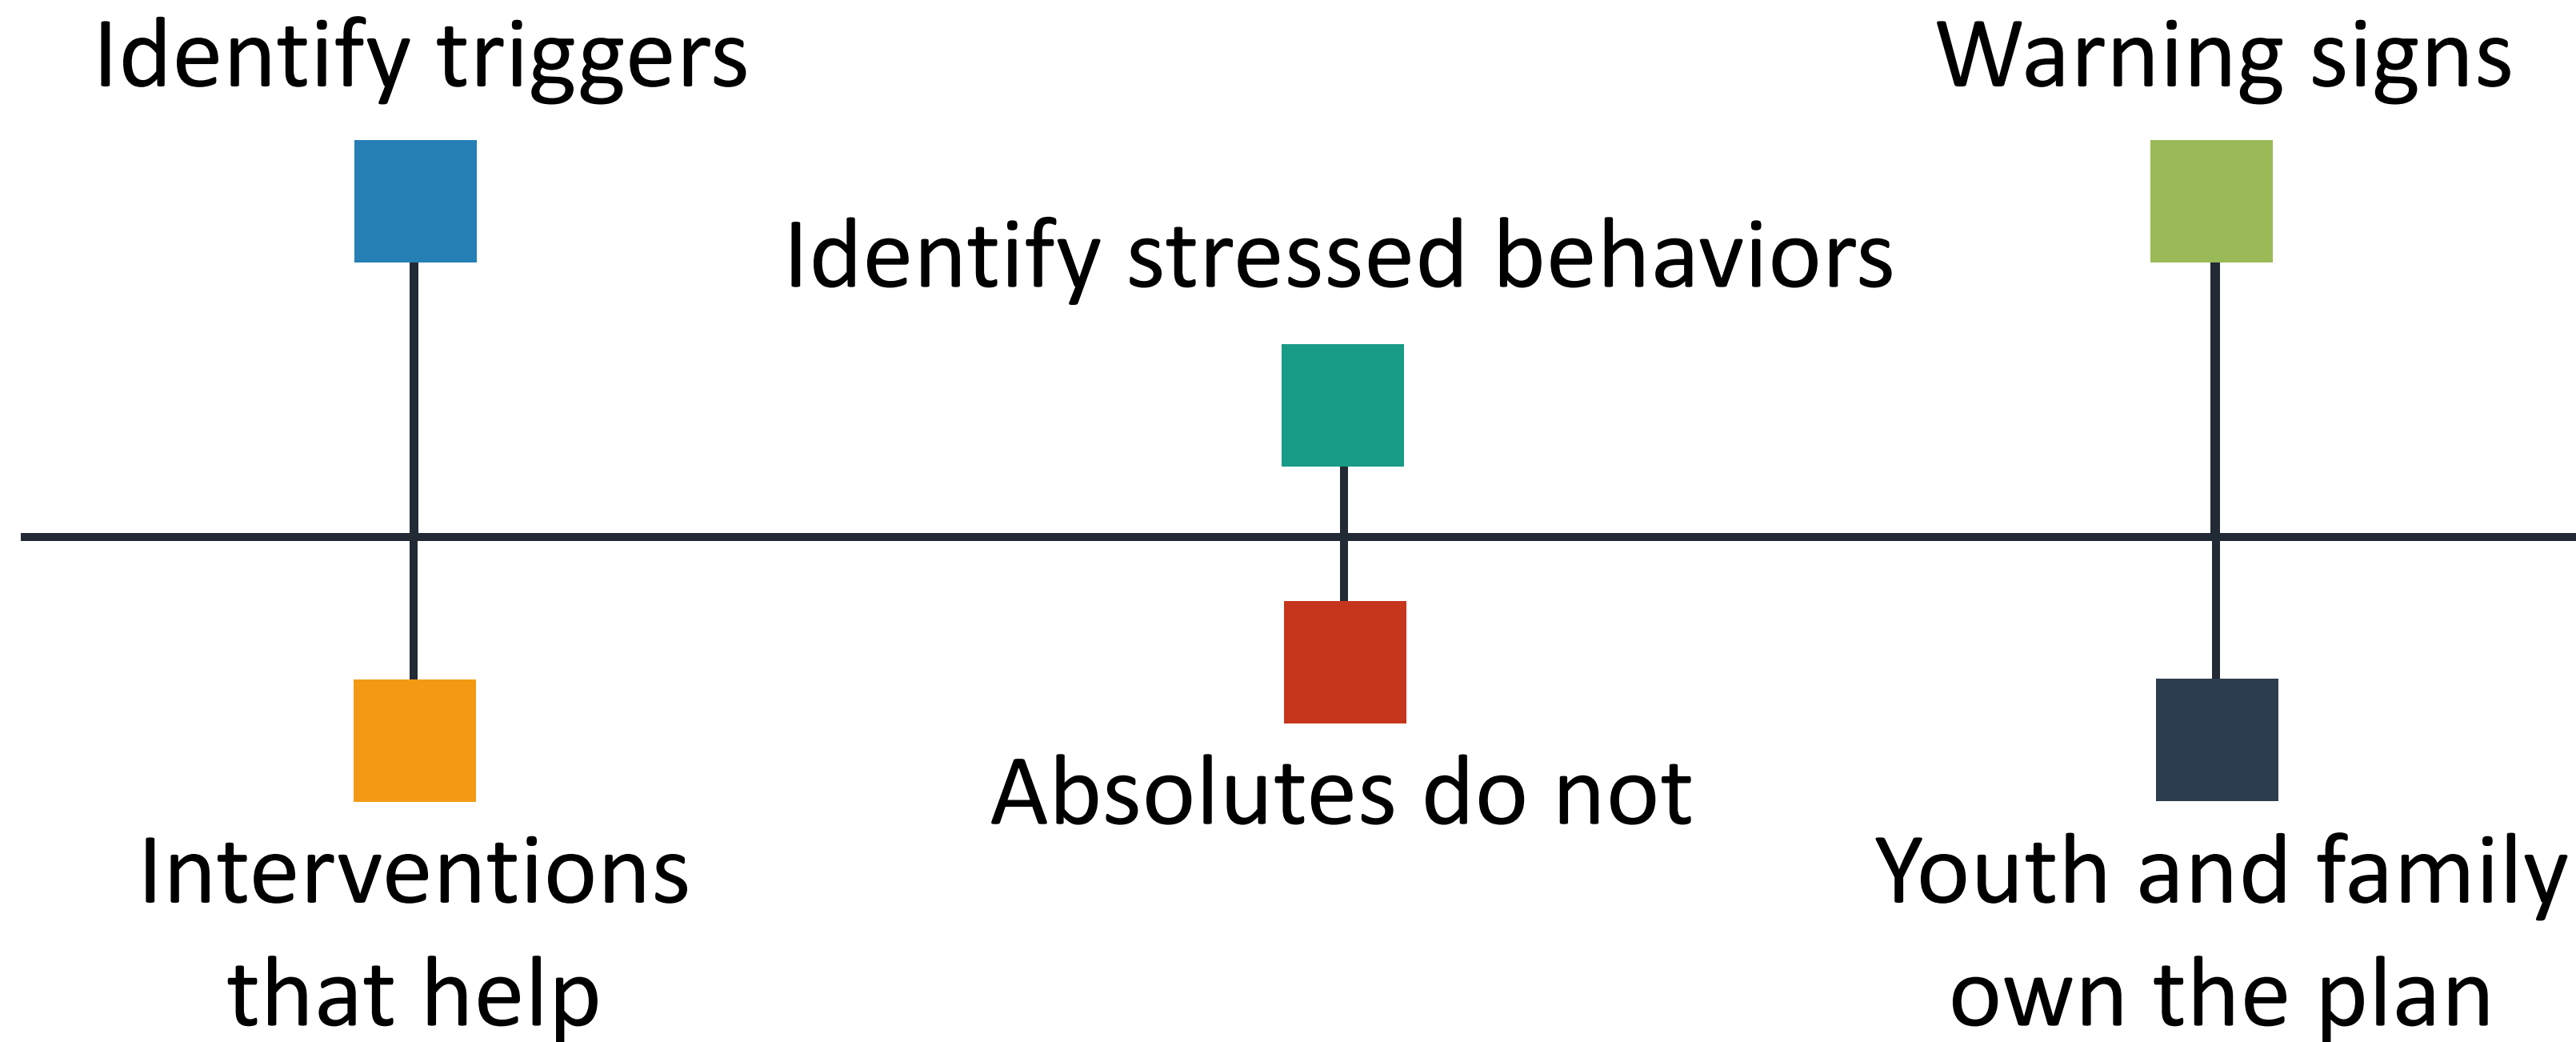 Identify triggers
Warning signs
Identify stressed behaviors
Absolutes do not
Interventions
that help
Youth and family
own the plan